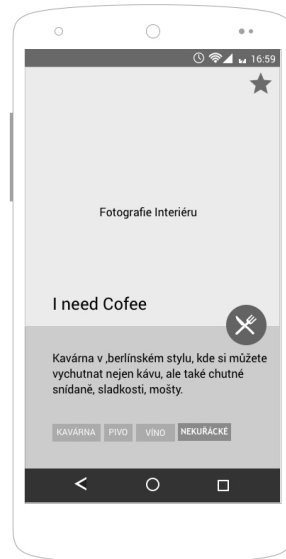 16:59
Fotografie Interiéru
I need Cofee
Kavárna v ,berlínském stylu, kde si můžete
vychutnat nejen kávu, ale také chutné
snídaně, sladkosti, mošty.
KAVÁRNA PIVO VÍNO NEKUŘÁCKÉ